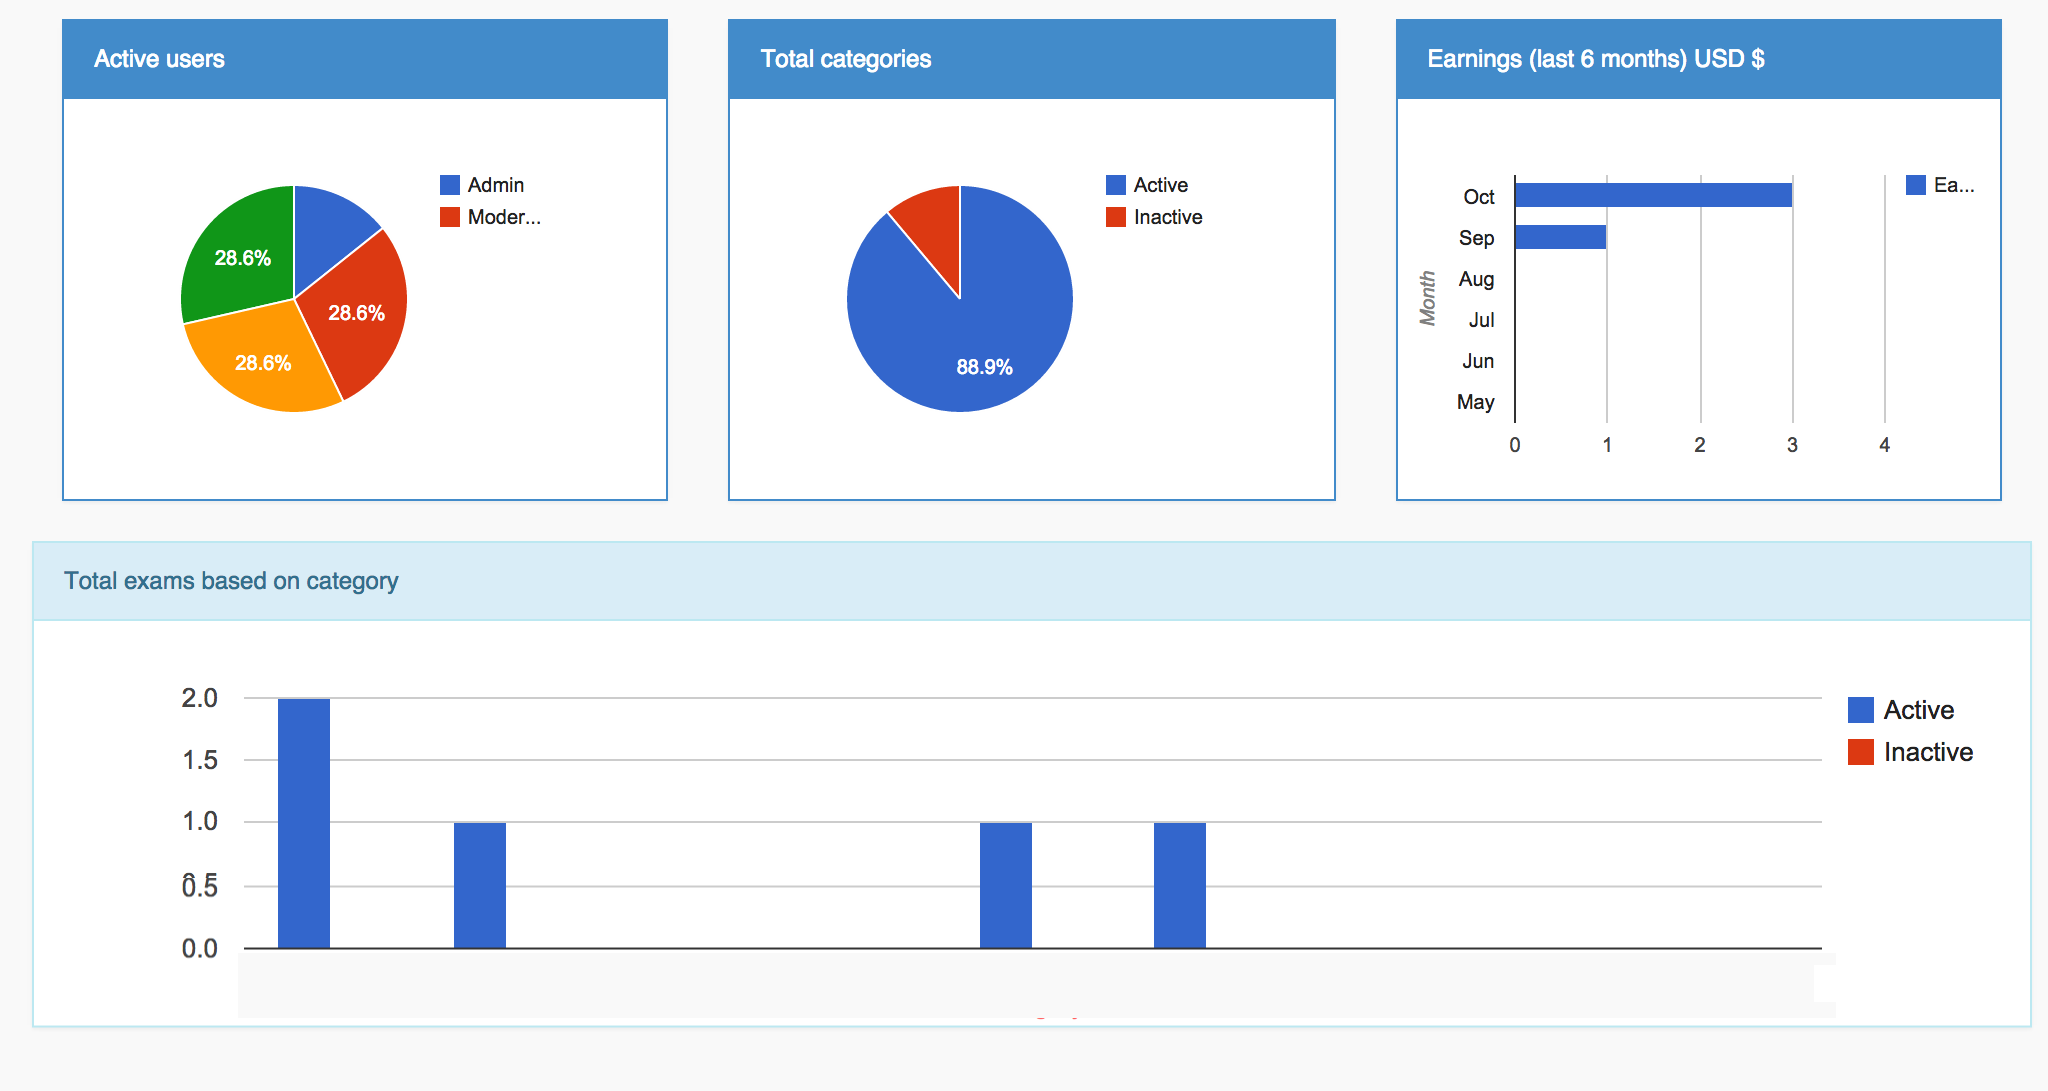 Active users
Admin
Moder...
28.6%
28.6%
28.6%
Total categories
Active
Inactive
88.9%
Earnings (last 6 months) USD $
Ea...
Month
Oct
Sep
Aug
Jul
Jun
May
0 1 2 3 4
Total exams based on category
2.0
1.5
1.0
0.5
0.0
Active
Inactive